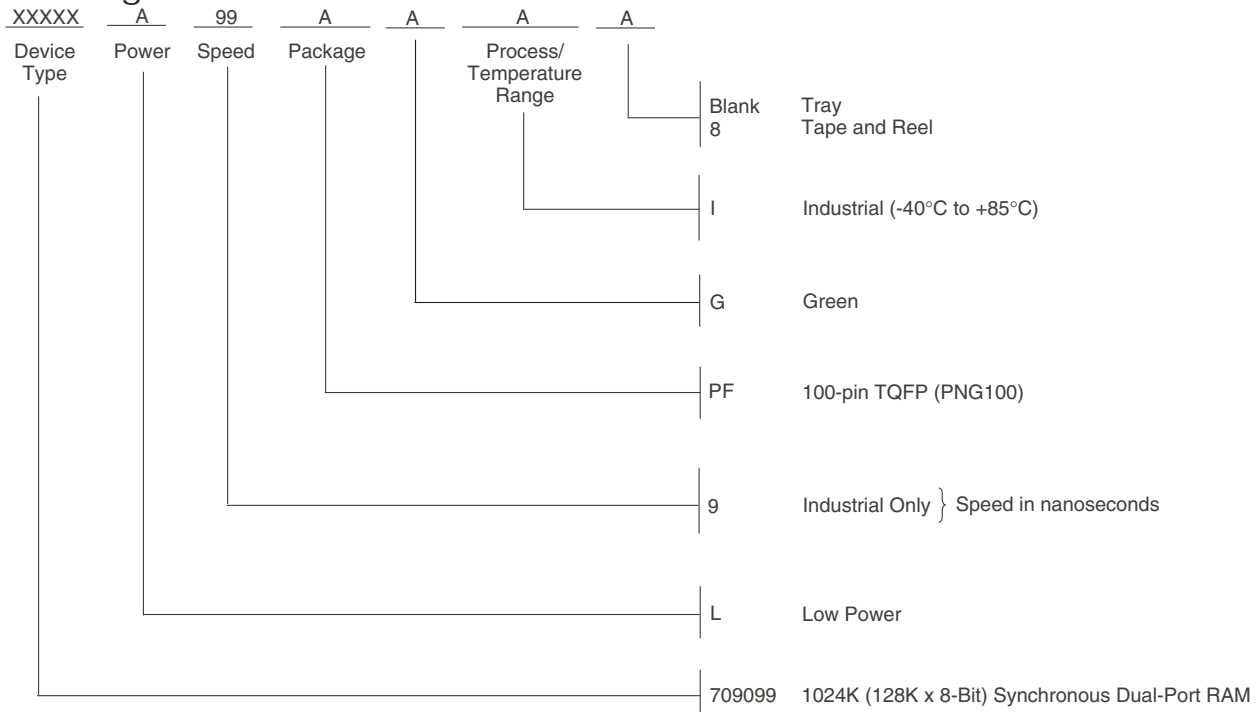 XXXXX A 99 A A A A
Device Type
Power
Speed
Package
Process/
Temperature
Range
Blank Tray
8 Tape and Reel
I Industrial (-40°C to +85°C)
G Green
PF 100-pin TQFP (PNG100)
9 Industrial Only } Speed in nanoseconds
L Low Power
709099 1024K (128K x 8-Bit) Synchronous Dual-Port RAM